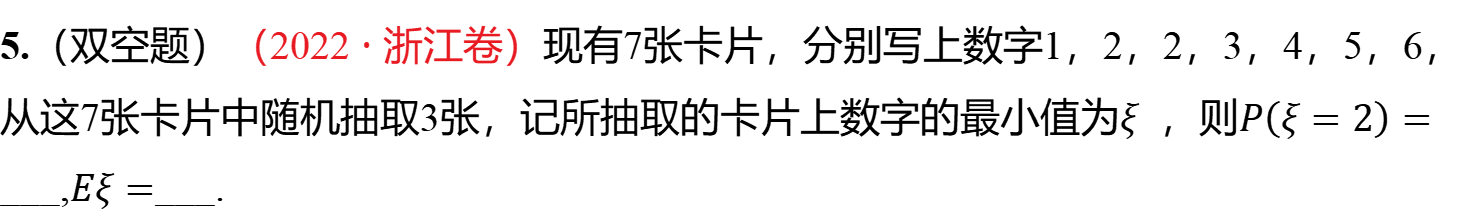 5.（双空题）（2022 · 浙江卷）现有7张卡片，分别写上数字1，2，2，3，4，5，6，
从这7张卡片中随机抽取3张，记所抽取的卡片上数字的最小值为ξ ，则P(ξ = 2) =
___,Eξ =___.